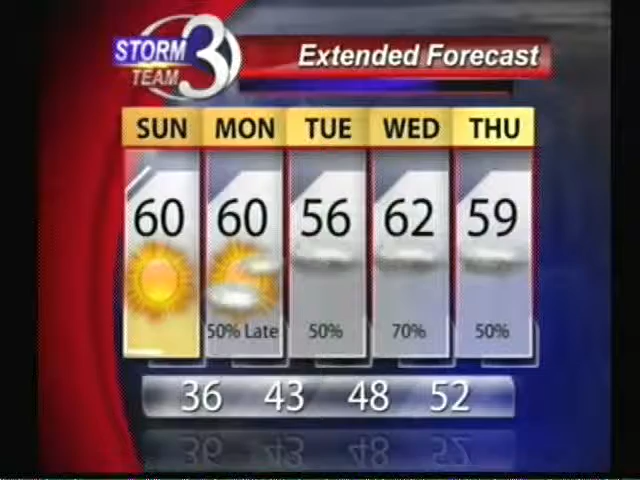 STORM
TEAM
3
Extended Forecast
SUN MON TUE WED THU
60 60 56 62 59
50% Late 50% 70% 50%
36 43 48 52